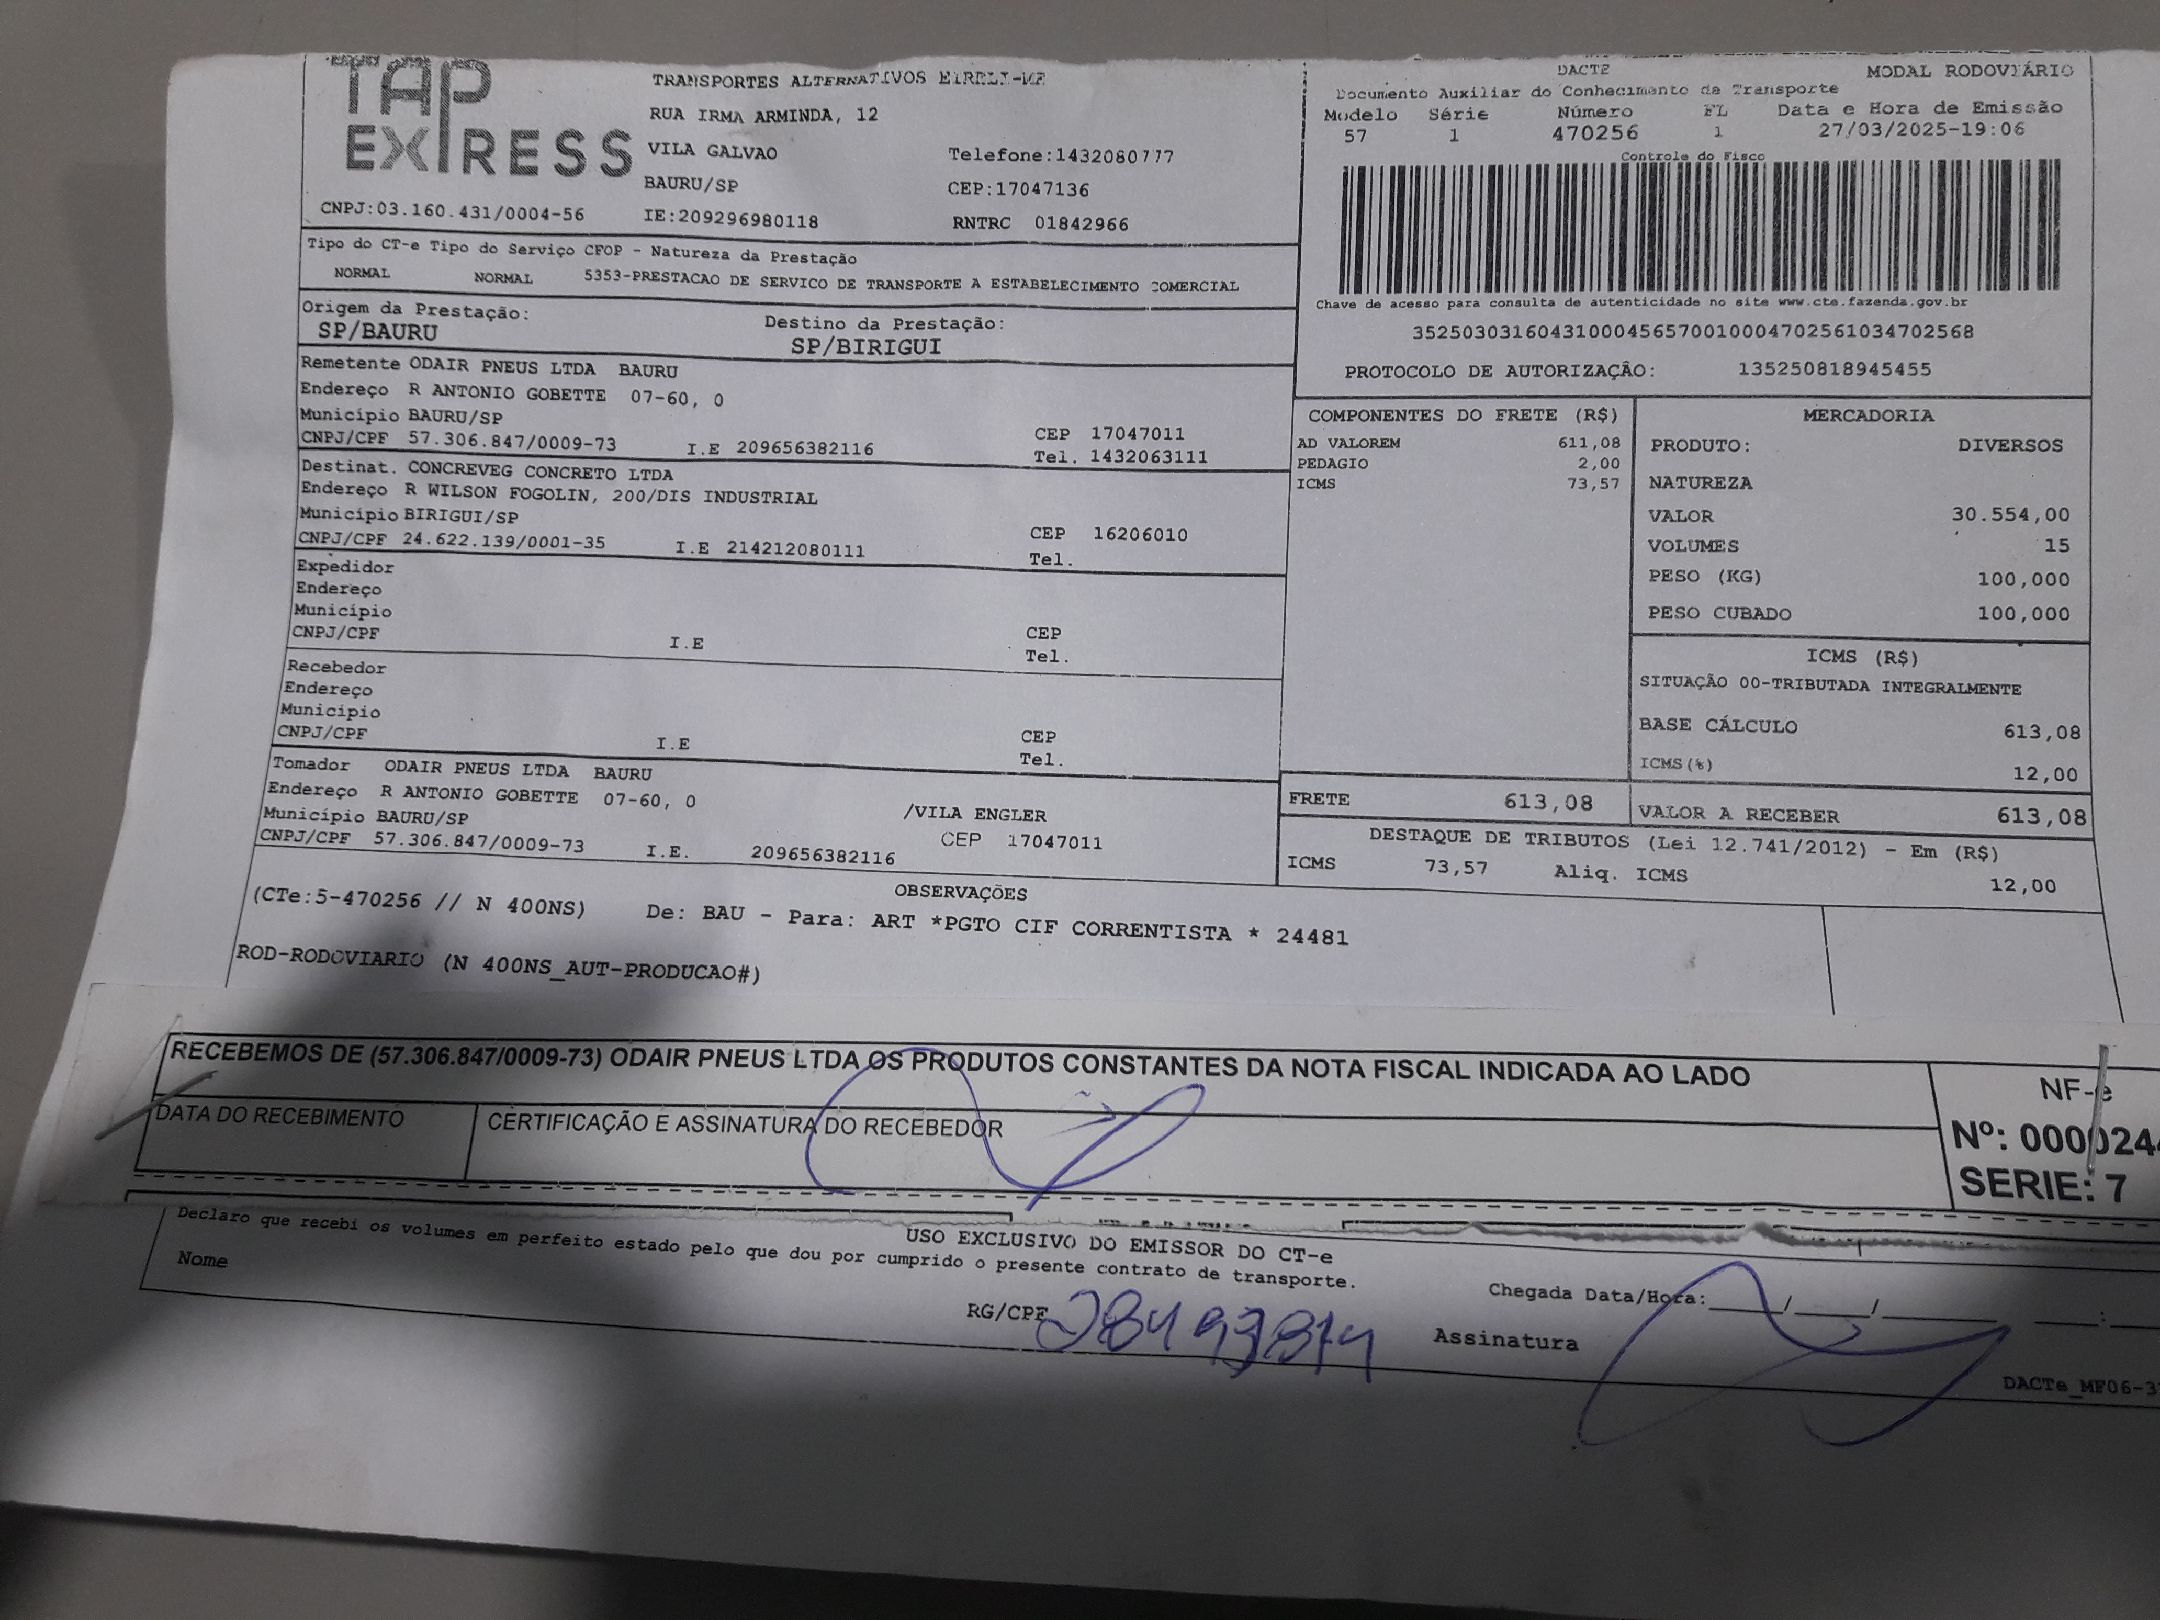 TAP
EXPRESS
TRANSPORTES ALTERNATIVOS EIRELI-ME
RUA IRMA ARMINDA, 12
VILA GALVAO Telefone:1432080777
BAURU/SP CEP:17047136
CNPJ:03.160.431/0004-56 IE:209296980118 RNTRC 01842966
DACTE MODAL RODOVIÁRIO
Documento Auxiliar do Conhecimento de Transporte
Modelo Série Número FL Data e Hora de Emissão
57 1 470256 1 27/03/2025-19:06
Controle do Fisco
Chave de acesso para consulta de autenticidade no site www.cte.fazenda.gov.br
35250303160431000456570010004702561034702568
PROTOCOLO DE AUTORIZAÇÃO: 135250818945455
Tipo do CT-e Tipo do Serviço CFOP - Natureza da Prestação
NORMAL NORMAL 5353-PRESTACAO DE SERVICO DE TRANSPORTE A ESTABELECIMENTO COMERCIAL
Origem da Prestação: Destino da Prestação:
SP/BAURU SP/BIRIGUI
Remetente ODAIR PNEUS LTDA BAURU
Endereço R ANTONIO GOBETTE 07-60, 0
Município BAURU/SP CEP 17047011
CNPJ/CPF 57.306.847/0009-73 I.E 209656382116 Tel. 1432063111
Destinat. CONCREVEG CONCRETO LTDA
Endereço R WILSON FOGOLIN, 200/DIS INDUSTRIAL
Município BIRIGUI/SP CEP 16206010
CNPJ/CPF 24.622.139/0001-35 I.E 214212080111 Tel.
Expedidor
Endereço
Município CEP
CNPJ/CPF I.E Tel.
Recebedor
Endereço
Município CEP
CNPJ/CPF I.E Tel.
Tomador ODAIR PNEUS LTDA BAURU
Endereço R ANTONIO GOBETTE 07-60, 0 /VILA ENGLER
Município BAURU/SP CEP 17047011
CNPJ/CPF 57.306.847/0009-73 I.E. 209656382116
COMPONENTES DO FRETE (R$)
AD VALOREM 611,08
PEDAGIO 2,00
ICMS 73,57
MERCADORIA
PRODUTO: DIVERSOS
NATUREZA
VALOR 30.554,00
VOLUMES 15
PESO (KG) 100,000
PESO CUBADO 100,000
ICMS (R$)
SITUAÇÃO 00-TRIBUTADA INTEGRALMENTE
BASE CÁLCULO 613,08
ICMS(%) 12,00
FRETE 613,08 VALOR A RECEBER 613,08
DESTAQUE DE TRIBUTOS (Lei 12.741/2012) - Em (R$)
ICMS 73,57 Aliq. ICMS 12,00
OBSERVAÇÕES
(CTe:5-470256 // N 400NS) De: BAU - Para: ART *PGTO CIF CORRENTISTA * 24481
ROD-RODOVIARIO (N 400NS_AUT-PRODUCAO#)
RECEBEMOS DE (57.306.847/0009-73) ODAIR PNEUS LTDA OS PRODUTOS CONSTANTES DA NOTA FISCAL INDICADA AO LADO
DATA DO RECEBIMENTO CERTIFICAÇÃO E ASSINATURA DO RECEBEDOR
NF-e
Nº: 0000244
SERIE: 7
USO EXCLUSIVO DO EMISSOR DO CT-e
Declaro que recebi os volumes em perfeito estado pelo que dou por cumprido o presente contrato de transporte.
Nome RG/CPF Assinatura
Chegada Data/Hora:____/____/______ ___:
DACTe_MF06-3